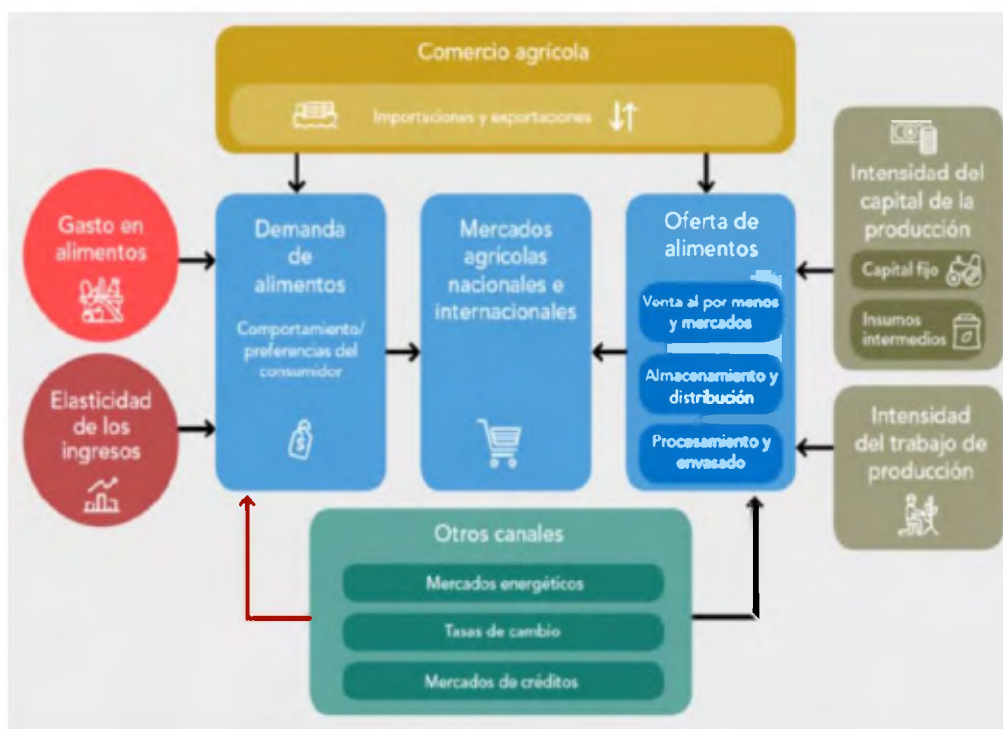 Comercio agrícola
Importaciones y exportaciones
Gasto en
alimentos
Elasticidad
de los
ingresos
Demanda
de
alimentos
Comportamiento/
preferencias del
consumidor
Mercados
agrícolas
nacionales e
internacionales
Oferta de
alimentos
Venta al por menos
y mercados
Almacenamiento y
distribución
Procesamiento y
envasado
Intensidad del
capital de la
producción
Capital fijo
Insumos
intermedios
Intensidad
del trabajo de
producción
Otros canales
Mercados energéticos
Tasas de cambio
Mercados de créditos